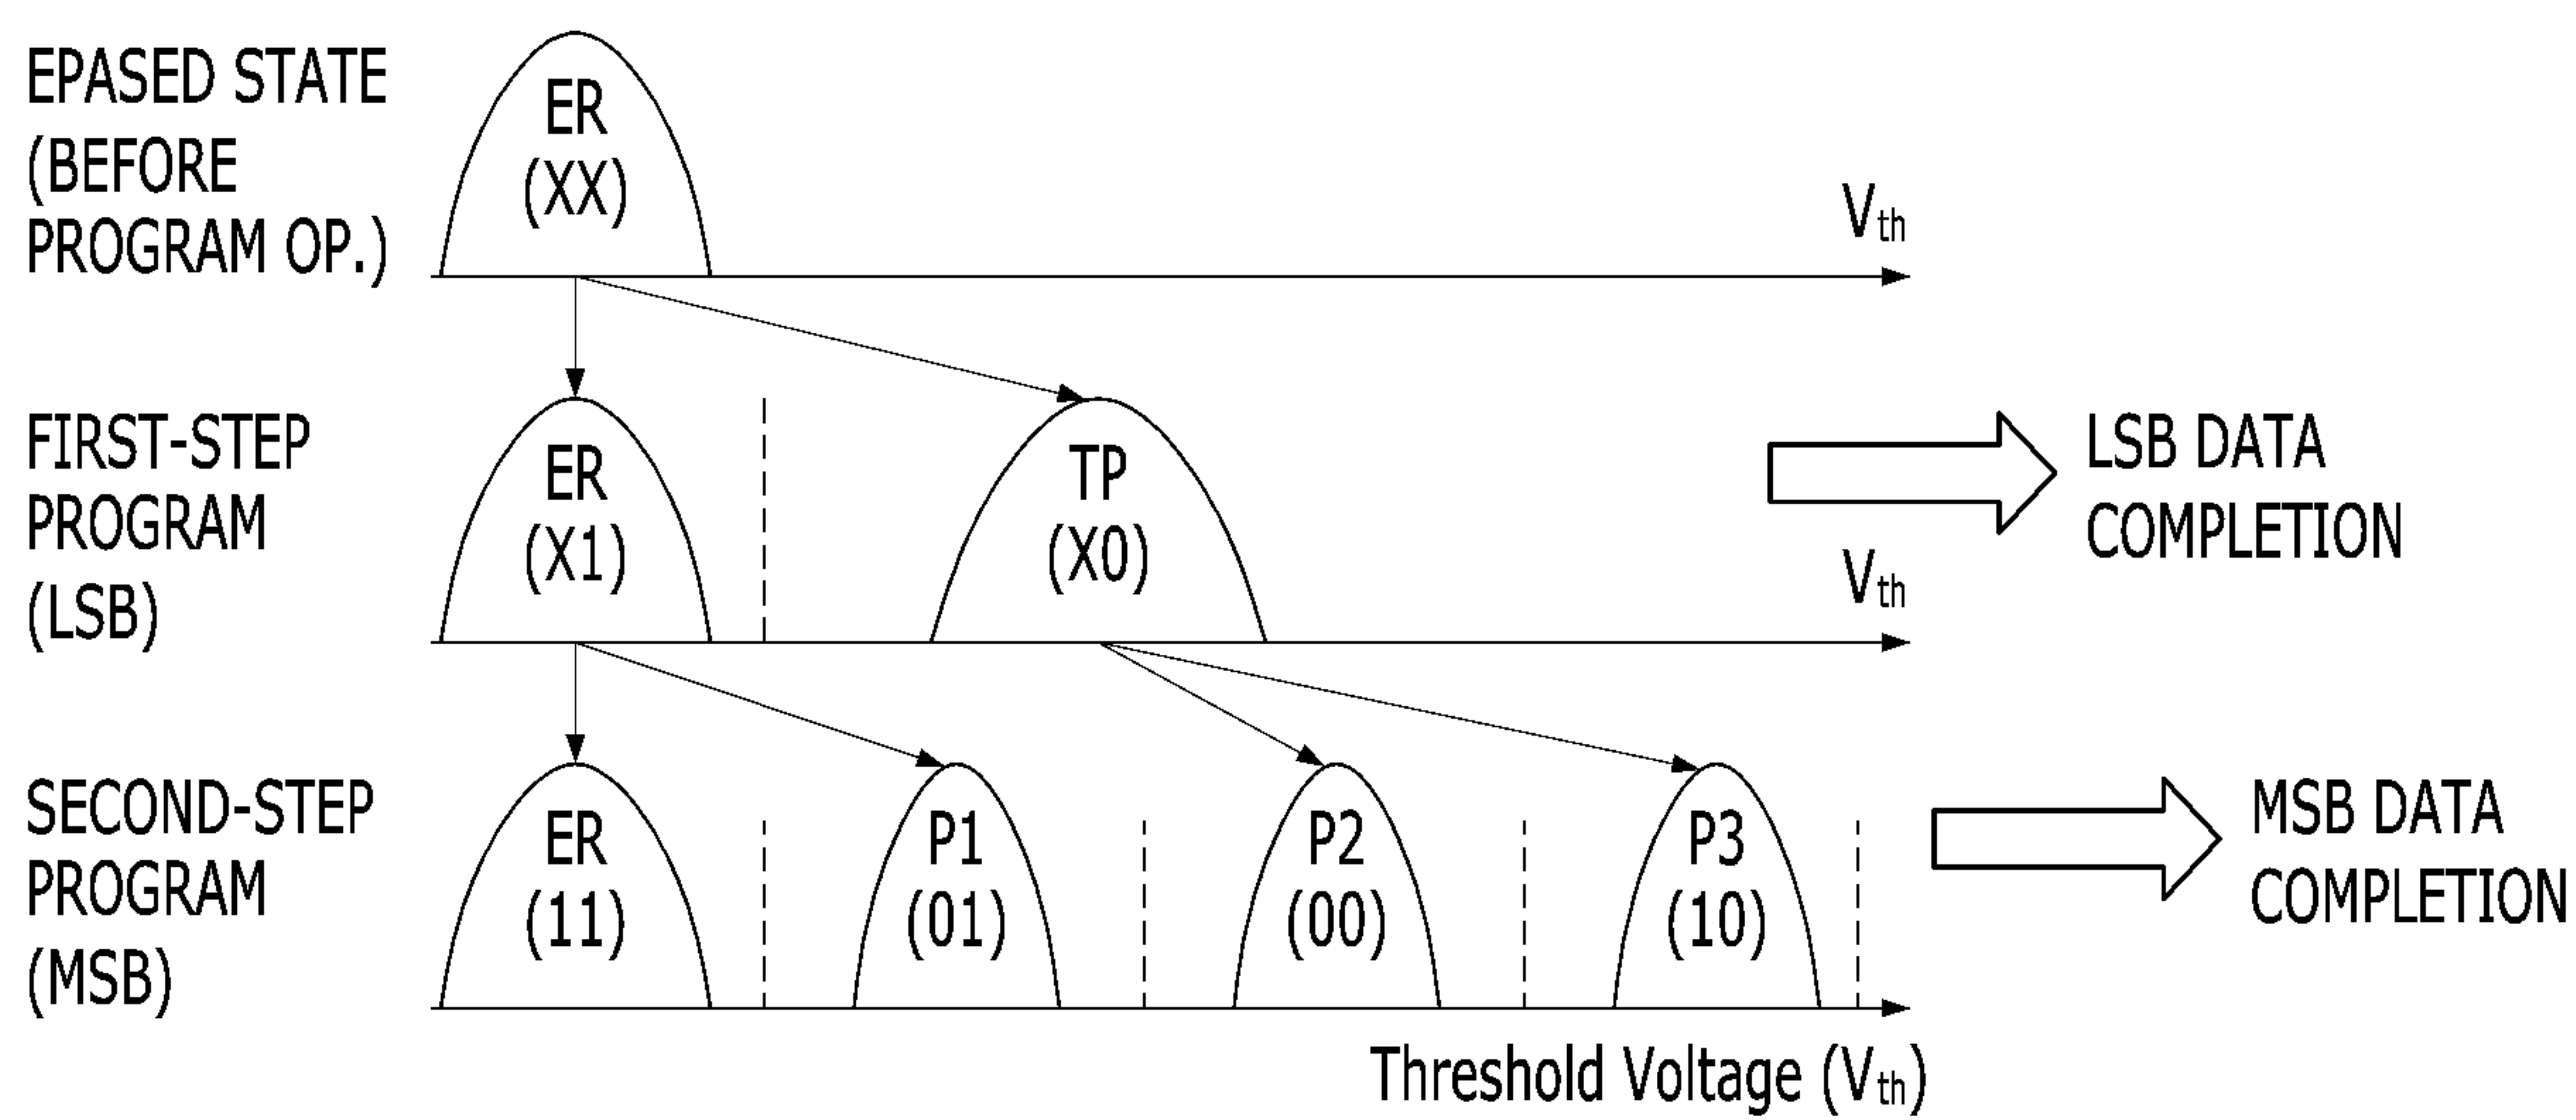 EPASED STATE
(BEFORE
PROGRAM OP.)
ER
(XX)
Vth
FIRST-STEP
PROGRAM
(LSB)
ER
(X1)
TP
(X0)
Vth
LSB DATA
COMPLETION
SECOND-STEP
PROGRAM
(MSB)
ER
(11)
P1
(01)
P2
(00)
P3
(10)
MSB DATA
COMPLETION
Threshold Voltage (Vth)